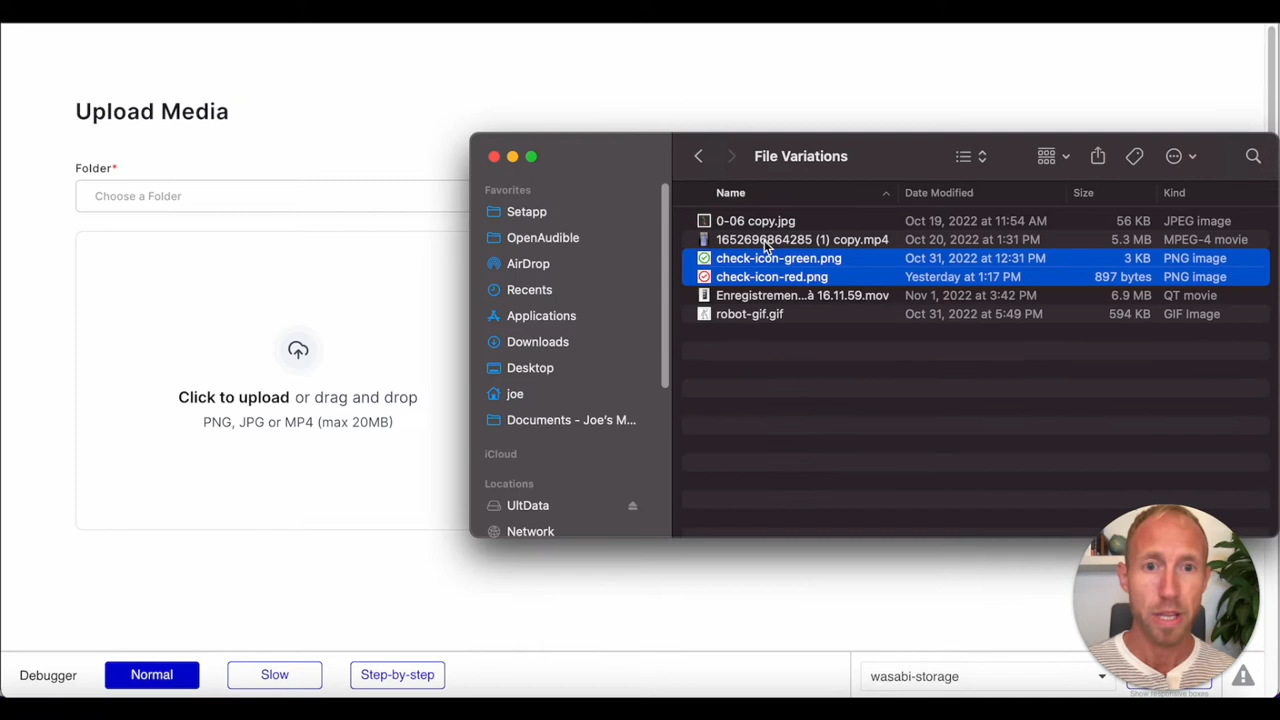 Upload Media
Folder*
Choose a Folder
Click to upload or drag and drop
PNG, JPG or MP4 (max 20MB)
File Variations
Favorites
Setapp
OpenAudible
AirDrop
Recents
Applications
Downloads
Desktop
joe
Documents - Joe's M...
iCloud
Locations
UltData
Network
Name Date Modified Size Kind
0-06 copy.jpg Oct 19, 2022 at 11:54 AM 56 KB JPEG image
1652696864285 (1) copy.mp4 Oct 20, 2022 at 1:31 PM 5.3 MB MPEG-4 movie
check-icon-green.png Oct 31, 2022 at 12:31 PM 3 KB PNG image
check-icon-red.png Yesterday at 1:17 PM 897 bytes PNG image
Enregistremen...à 16.11.59.mov Nov 1, 2022 at 3:42 PM 6.9 MB QT movie
robot-gif.gif Oct 31, 2022 at 5:49 PM 594 KB GIF Image
Debugger Normal Slow Step-by-step wasabi-storage
Show responsive boxes